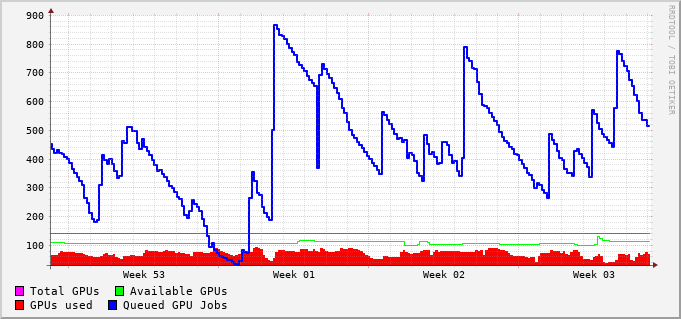 900
800
700
600
500
400
300
200
100
Week 53 Week 01 Week 02 Week 03
Total GPUs Available GPUs
GPUs used Queued GPU Jobs
RRDTOOL / TOBI OETIKER